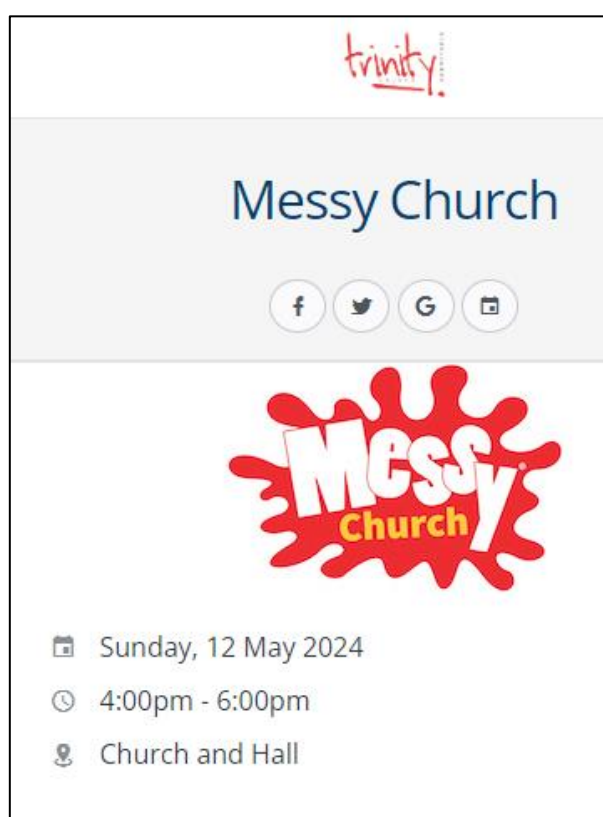 trinity
Messy Church
f G
Messy
Church
Sunday, 12 May 2024
4:00pm - 6:00pm
Church and Hall